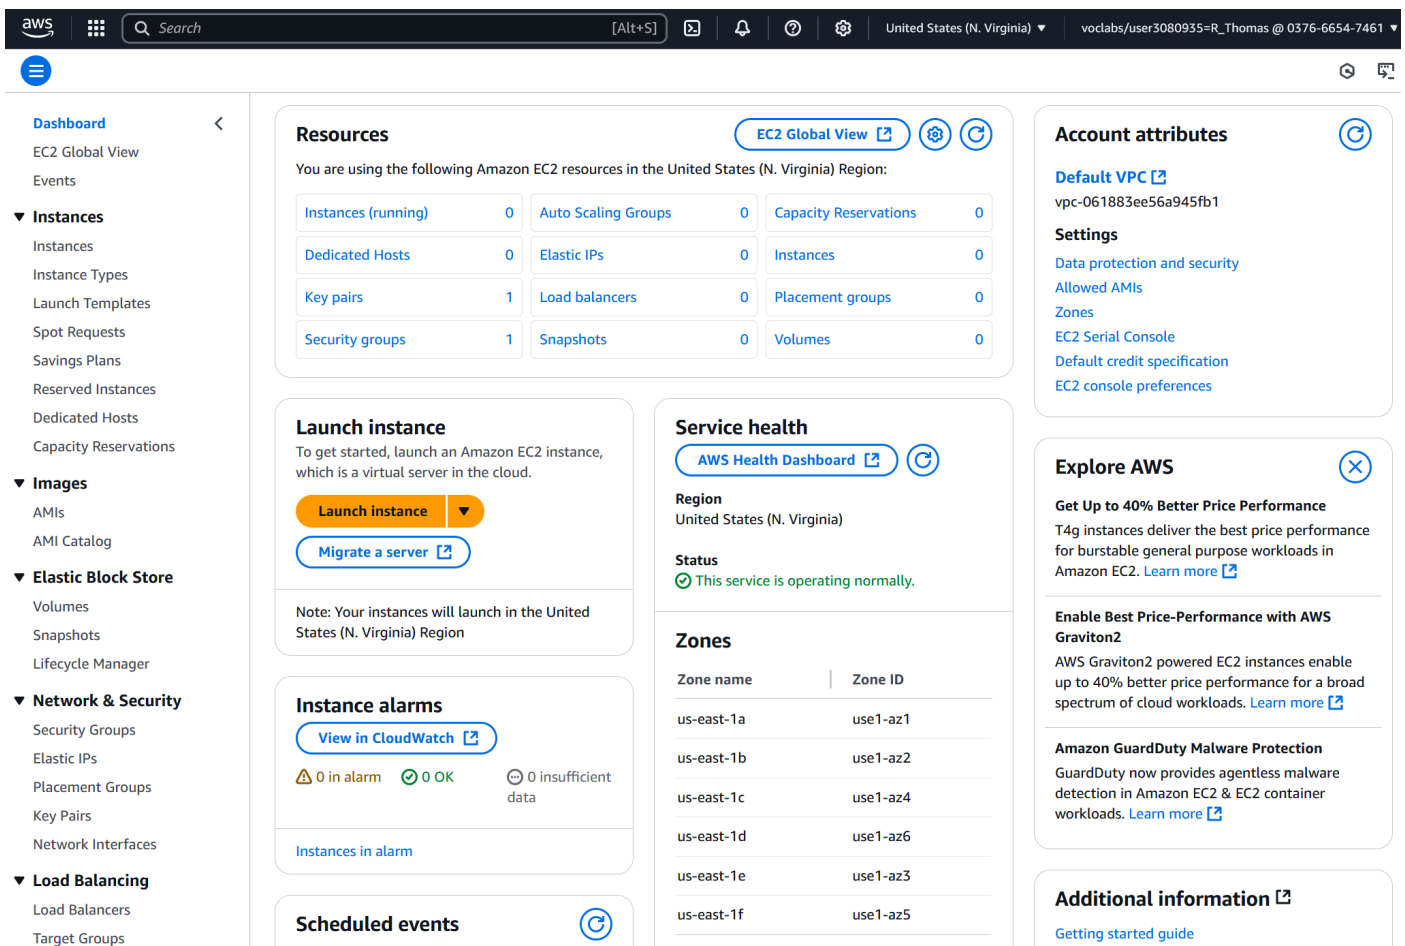 aws
Search [Alt+S]
United States (N. Virginia) ▼
voclabs/user3080935=R_Thomas @ 0376-6654-7461 ▼
Dashboard
EC2 Global View
Events
Instances
Instances
Instance Types
Launch Templates
Spot Requests
Savings Plans
Reserved Instances
Dedicated Hosts
Capacity Reservations
Images
AMIs
AMI Catalog
Elastic Block Store
Volumes
Snapshots
Lifecycle Manager
Network & Security
Security Groups
Elastic IPs
Placement Groups
Key Pairs
Network Interfaces
Load Balancing
Load Balancers
Target Groups
Resources
EC2 Global View
You are using the following Amazon EC2 resources in the United States (N. Virginia) Region:
Instances (running) 0
Auto Scaling Groups 0
Capacity Reservations 0
Dedicated Hosts 0
Elastic IPs 0
Instances 0
Key pairs 1
Load balancers 0
Placement groups 0
Security groups 1
Snapshots 0
Volumes 0
Launch instance
To get started, launch an Amazon EC2 instance,
which is a virtual server in the cloud.
Launch instance
Migrate a server
Note: Your instances will launch in the United
States (N. Virginia) Region
Instance alarms
View in CloudWatch
0 in alarm
0 OK
0 insufficient
data
Instances in alarm
Scheduled events
Service health
AWS Health Dashboard
Region
United States (N. Virginia)
Status
This service is operating normally.
Zones
Zone name Zone ID
us-east-1a use1-az1
us-east-1b use1-az2
us-east-1c use1-az4
us-east-1d use1-az6
us-east-1e use1-az3
us-east-1f use1-az5
Account attributes
Default VPC
vpc-061883ee56a945fb1
Settings
Data protection and security
Allowed AMIs
Zones
EC2 Serial Console
Default credit specification
EC2 console preferences
Explore AWS
Get Up to 40% Better Price Performance
T4g instances deliver the best price performance
for burstable general purpose workloads in
Amazon EC2. Learn more
Enable Best Price-Performance with AWS
Graviton2
AWS Graviton2 powered EC2 instances enable
up to 40% better price performance for a broad
spectrum of cloud workloads. Learn more
Amazon GuardDuty Malware Protection
GuardDuty now provides agentless malware
detection in Amazon EC2 & EC2 container
workloads. Learn more
Additional information
Getting started guide